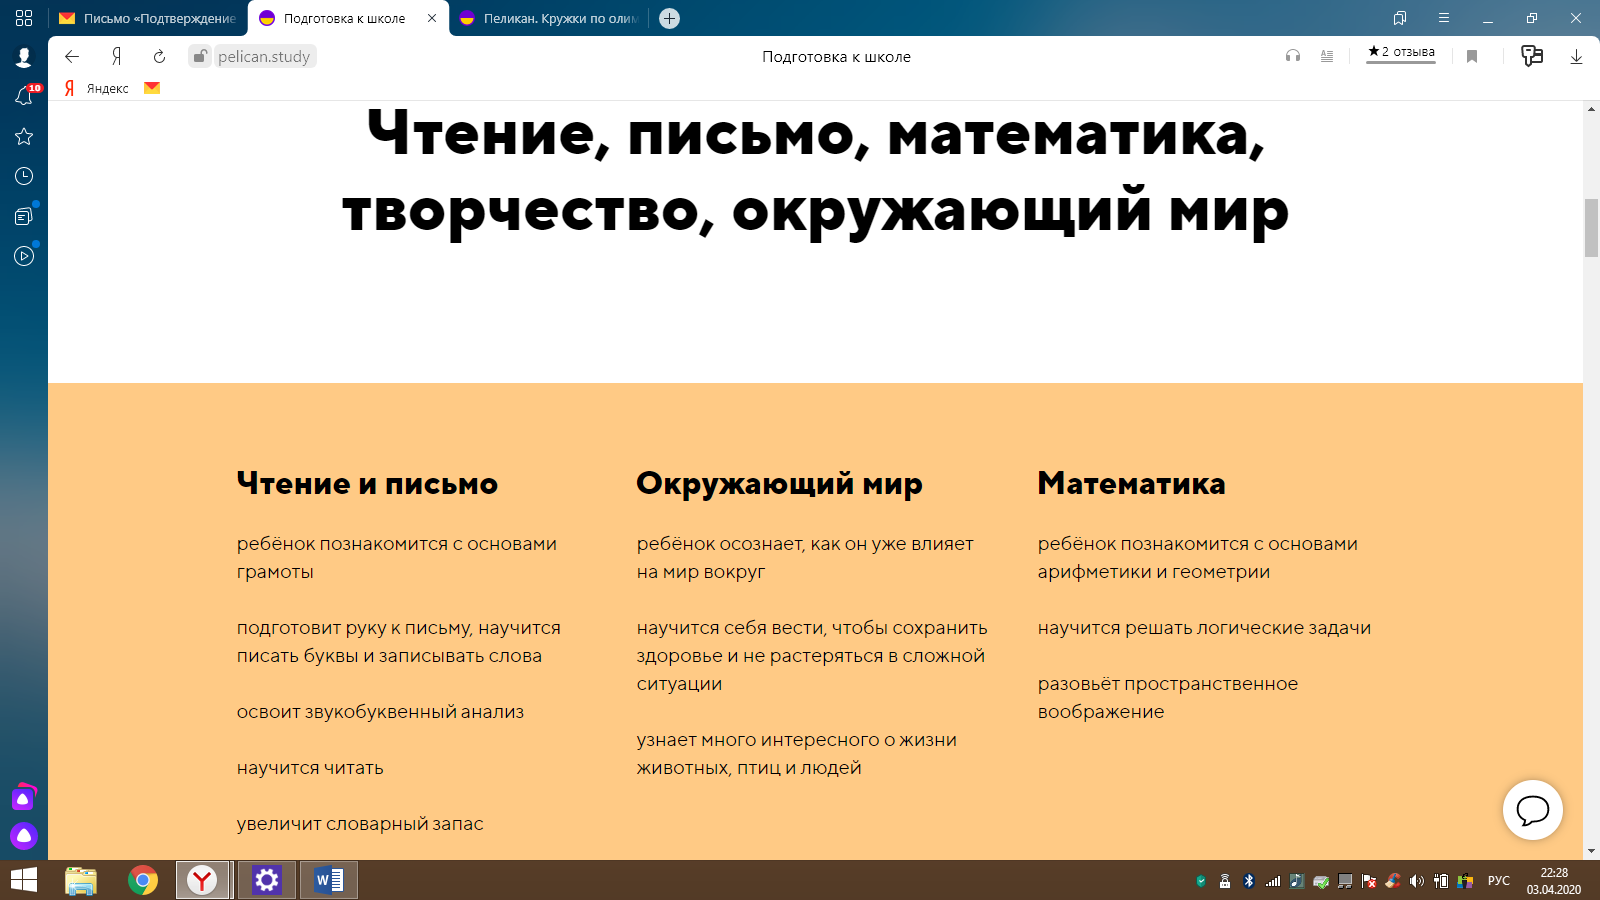 Письмо «Подтверждение
Подготовка к школе
Пеликан. Кружки по олим
pelican.study
Подготовка к школе
★2 отзыва
Яндекс
10
Чтение, письмо, математика,
творчество, окружающий мир
Чтение и письмо
ребёнок познакомится с основами
грамоты
подготовит руку к письму, научится
писать буквы и записывать слова
освоит звукобуквенный анализ
научится читать
увеличит словарный запас
Окружающий мир
ребёнок осознает, как он уже влияет
на мир вокруг
научится себя вести, чтобы сохранить
здоровье и не растеряться в сложной
ситуации
узнает много интересного о жизни
животных, птиц и людей
Математика
ребёнок познакомится с основами
арифметики и геометрии
научится решать логические задачи
разовьёт пространственное
воображение
РУС
22:28
03.04.2020